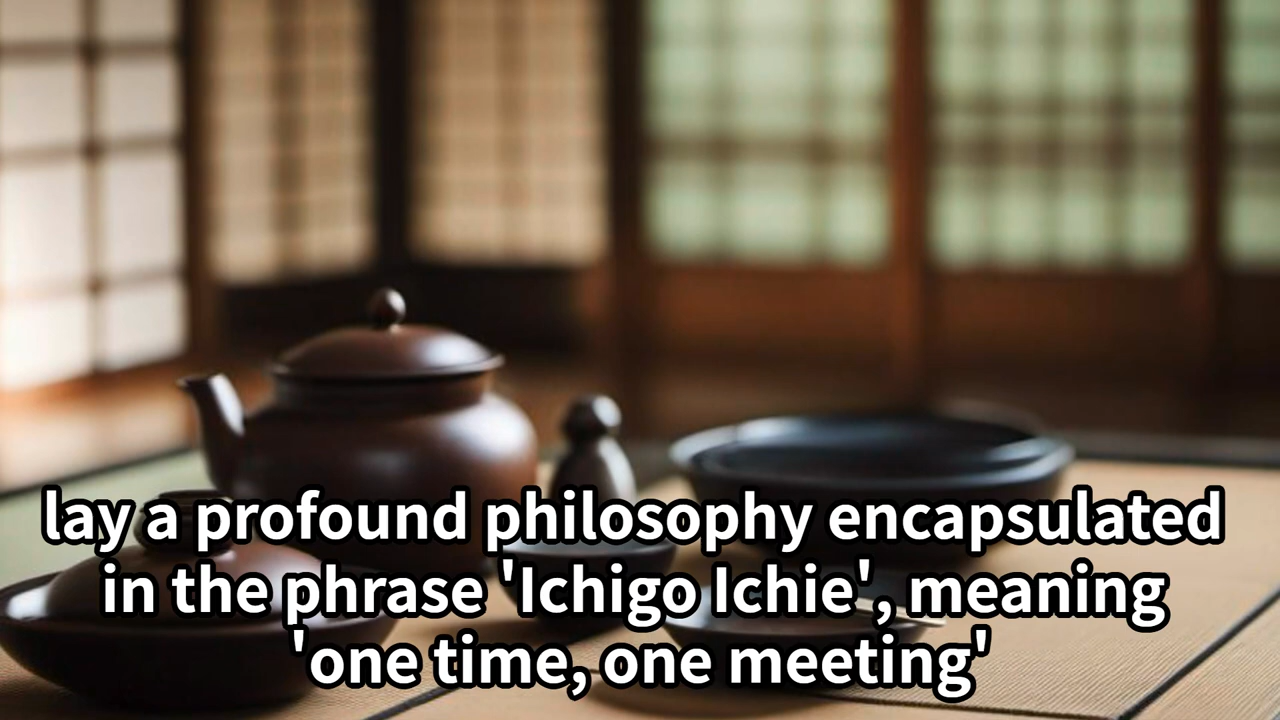 lay a profound philosophy encapsulated
in the phrase 'Ichigo Ichie', meaning
'one time, one meeting'